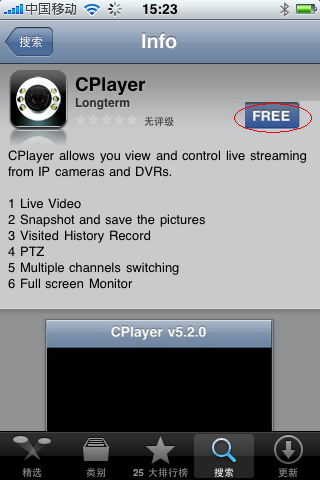 中国移动 15:23
搜索 Info
CPlayer
Longterm
无评级
FREE
CPlayer allows you view and control live streaming
from IP cameras and DVRs.
1 Live Video
2 Snapshot and save the pictures
3 Visited History Record
4 PTZ
5 Multiple channels switching
6 Full screen Monitor
CPlayer v5.2.0
精选 类别 25 大排行榜 搜索 更新